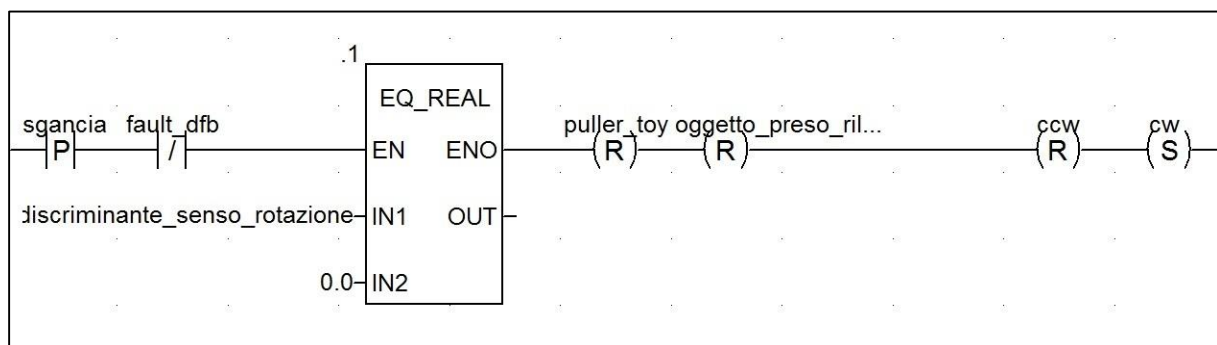 .1
EQ_REAL
sgancia fault_dfb puller_toy oggetto_preso_ril... ccw cw
P / EN ENO R R R S
discriminante_senso_rotazione IN1 OUT
0.0 IN2